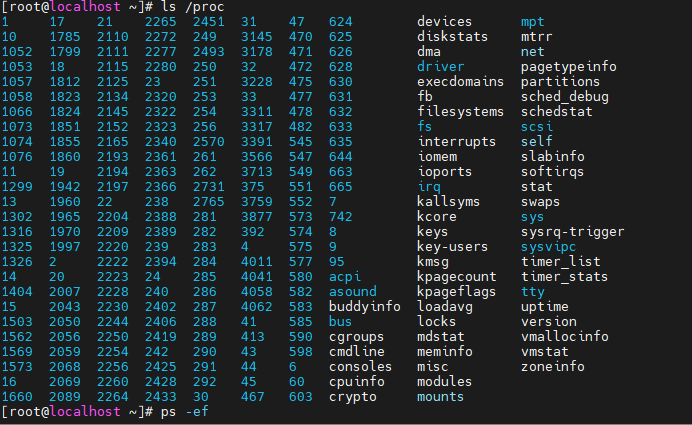 [root@localhost ~]# ls /proc
1     17    21    2265  2451  31    47   624         devices      mpt
10    1785  2110  2272  249   3145  470  625         diskstats    mtrr
1052  1799  2111  2277  2493  3178  471  626         dma          net
1053  18    2115  2280  250   32    472  628         driver       pagetypeinfo
1057  1812  2125  23    251   3228  475  630         execdomains  partitions
1058  1823  2134  2320  253   33    477  631         fb           sched_debug
1066  1824  2145  2322  254   3311  478  632         filesystems  schedstat
1073  1851  2152  2323  256   3317  482  633         fs           scsi
1074  1855  2165  2340  2570  3391  545  635         interrupts   self
1076  1860  2193  2361  261   3566  547  644         iomem        slabinfo
11    19    2194  2363  262   3713  549  663         ioports      softirqs
1299  1942  2197  2366  2731  375   551  665         irq          stat
13    1960  22    238   2765  3759  552  7           kallsyms     swaps
1302  1965  2204  2388  281   3877  573  742         kcore        sys
1316  1970  2209  2389  282   392   574  8           keys         sysrq-trigger
1325  1997  2220  239   283   4     575  9           key-users    sysvipc
1326  2     2222  2394  284   4011  577  95          kmsg         timer_list
14    20    2223  24    285   4041  580  acpi        kpagecount   timer_stats
1404  2007  2228  240   286   4058  582  asound      kpageflags   tty
15    2043  2230  2402  287   4062  583  buddyinfo   loadavg      uptime
1503  2050  2244  2406  288   41    585  bus         locks        version
1562  2056  2250  2419  289   413   590  cgroups     mdstat       vmallocinfo
1569  2059  2254  242   290   43    598  cmdline     meminfo      vmstat
1573  2068  2256  2425  291   44    6    consoles    misc         zoneinfo
16    2069  2260  2428  292   45    60   cpuinfo     modules
1660  2089  2264  2433  30    467   603  crypto      mounts
[root@localhost ~]# ps -ef